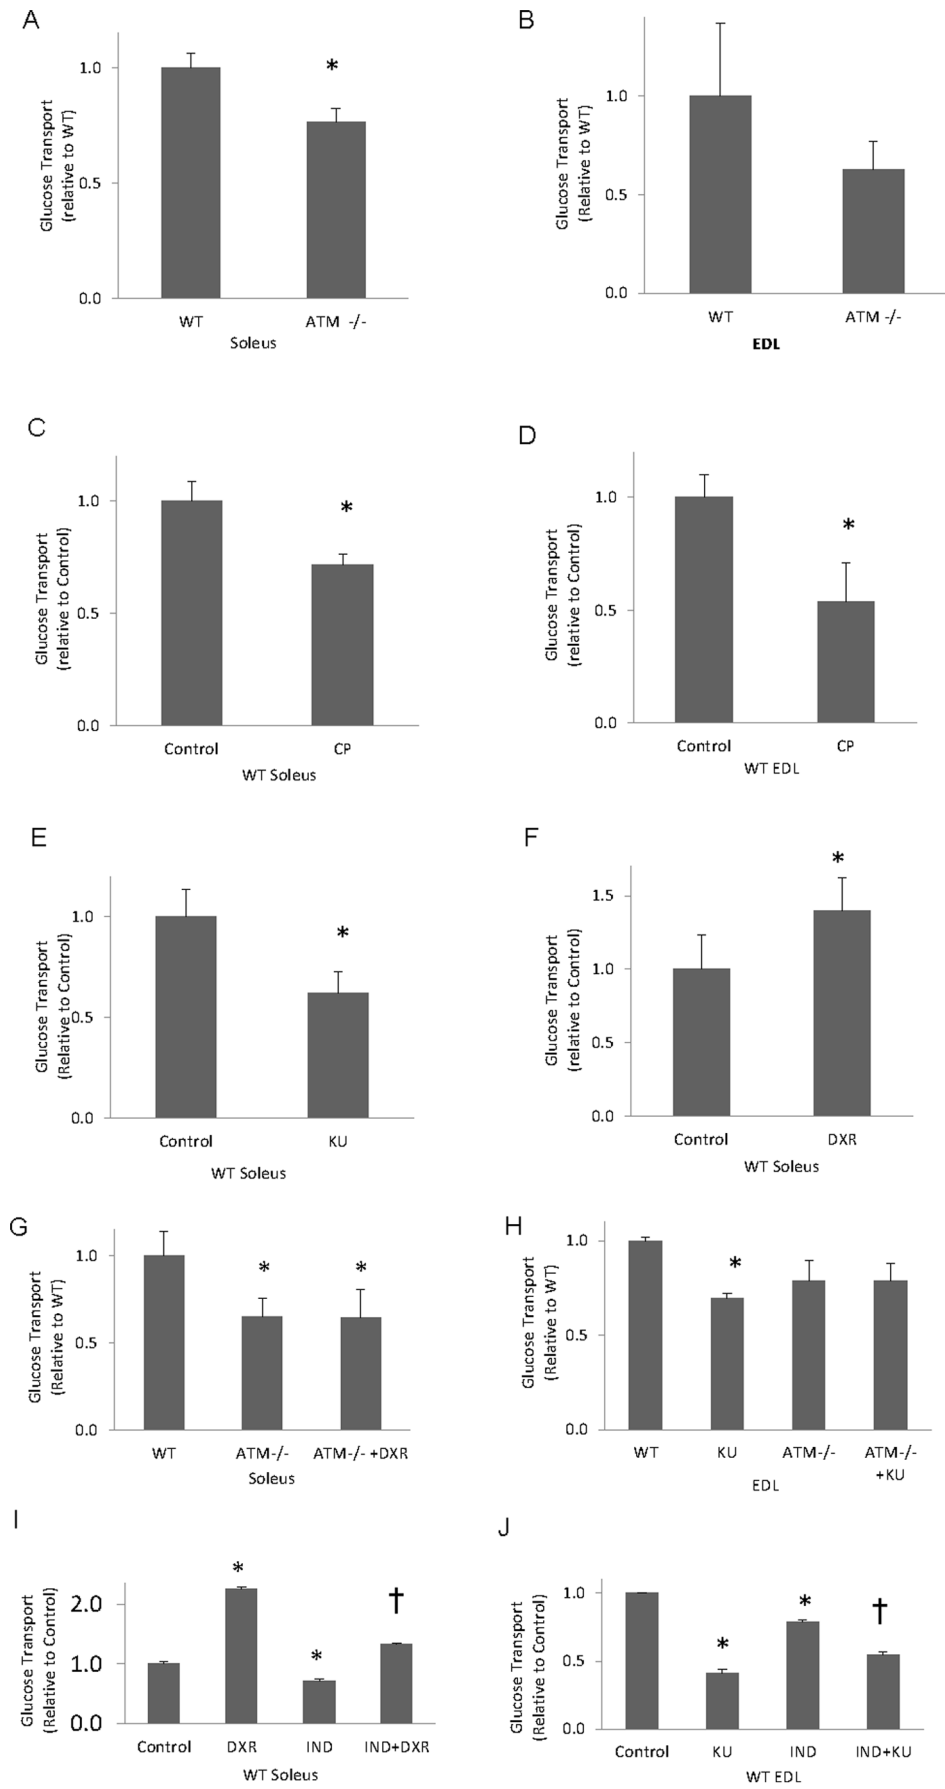 A
Glucose Transport
(relative to WT)
1.0
*
0.5
0.0
WT
ATM -/-
Soleus
B
Glucose Transport
(Relative to WT)
1.0
0.5
0.0
WT
ATM -/-
EDL
C
Glucose Transport
(relative to Control)
1.0
*
0.5
0.0
Control
CP
WT Soleus
D
Glucose Transport
(relative to Control)
1.0
*
0.5
0.0
Control
CP
WT EDL
E
Glucose Transport
(Relative to Control)
1.0
*
0.5
0.0
Control
KU
WT Soleus
F
Glucose Transport
(relative to Control)
*
1.5
1.0
0.5
0.0
Control
DXR
WT Soleus
G
Glucose Transport
(Relative to WT)
1.0
*
*
0.5
0.0
WT
ATM-/-
ATM-/- +DXR
Soleus
H
Glucose Transport
(Relative to WT)
1.0
*
0.5
0.0
WT
KU
ATM-/-
ATM-/-
+KU
EDL
I
Glucose Transport
(Relative to Control)
*
2.0
†
*
1.0
0.0
Control
DXR
IND
IND+DXR
WT Soleus
J
Glucose Transport
(Relative to Control)
1.0
*
*
†
0.5
0.0
Control
KU
IND
IND+KU
WT EDL